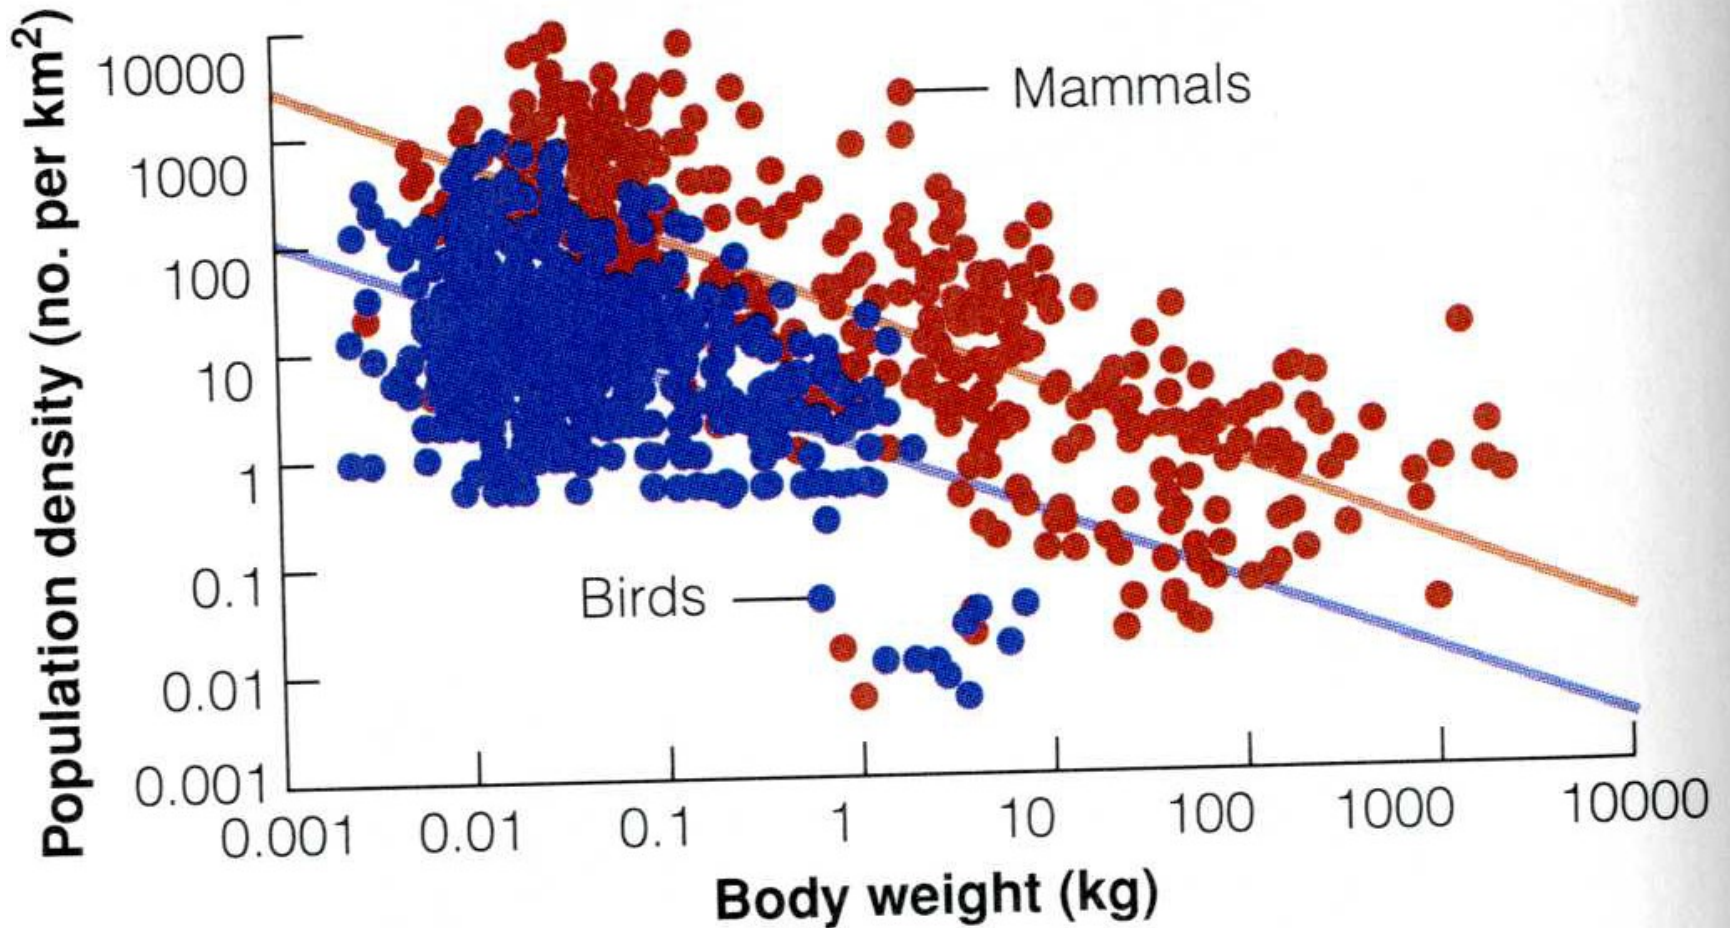 Population density (no. per km²)
10000
1000
100
10
1
0.1
0.01
0.001
Mammals
Birds
0.001 0.01 0.1 1 10 100 1000 10000
Body weight (kg)